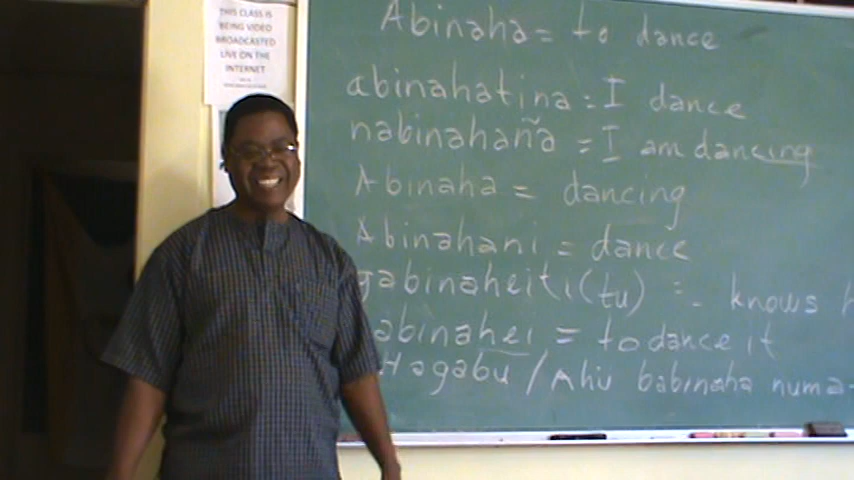 THIS CLASS IS
BEING VIDEO
BROADCASTED
LIVE ON THE
INTERNET
Abinaha = to dance
abinahatina = I dance
nabinahaña = I am dancing
Abinaha = dancing
Abinahani = dance
gabinaheiti (tu) = knows
abinahei = to dance it
Hagabu / Ahü babinaha numa-